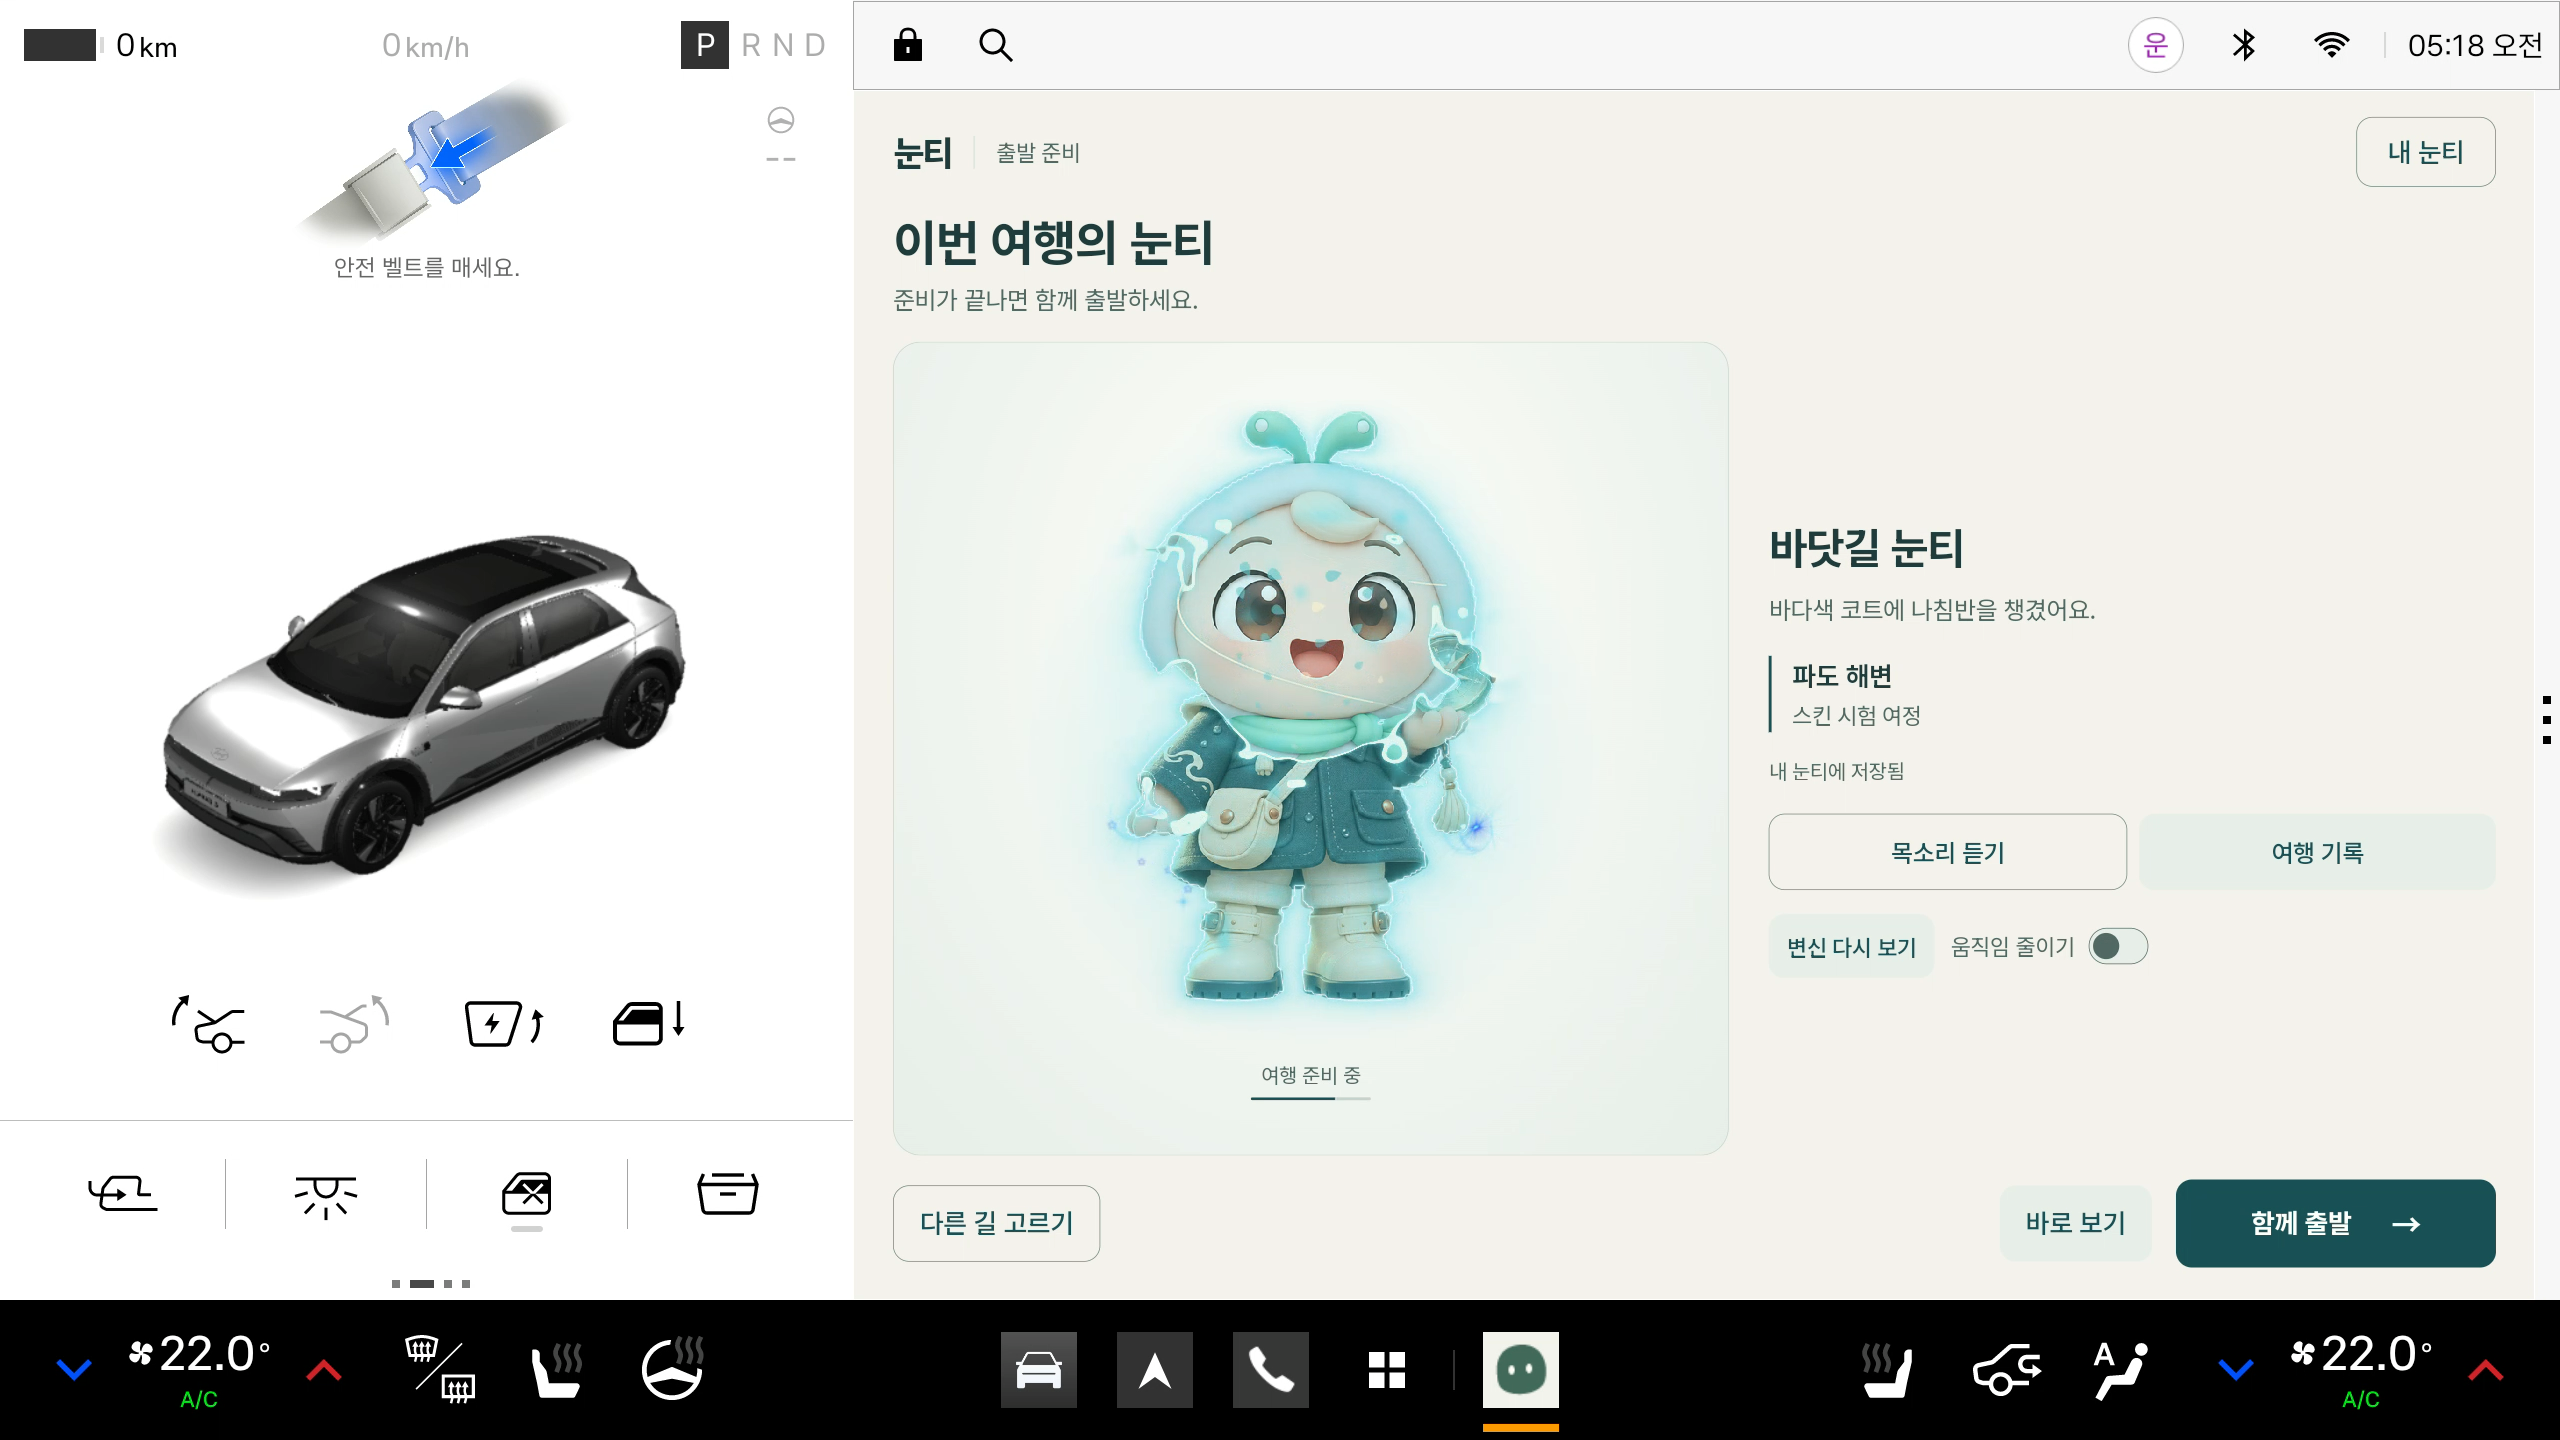 0 km
0 km/h
P R N D
안전 벨트를 매세요.
--
운
05:18 오전
눈티
출발 준비
내 눈티
이번 여행의 눈티
준비가 끝나면 함께 출발하세요.
여행 준비 중
바닷길 눈티
바다색 코트에 나침반을 챙겼어요.
파도 해변
스킨 시험 여정
내 눈티에 저장됨
목소리 듣기
여행 기록
변신 다시 보기
움직임 줄이기
다른 길 고르기
바로 보기
함께 출발 →
22.0°
A/C
A
22.0°
A/C